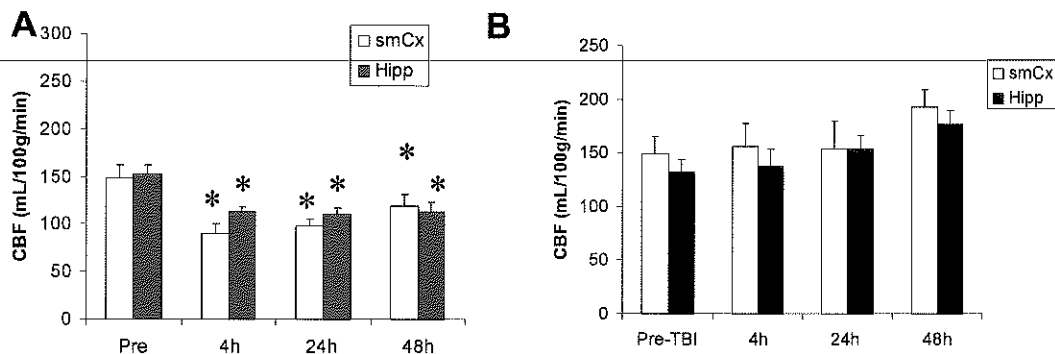 A
CBF (mL/100g/min)
300
250
200
150
100
50
0
smCx
Hipp
* * * * * *
Pre 4h 24h 48h
B
CBF (mL/100g/min)
250
200
150
100
50
0
smCx
Hipp
Pre-TBI 4h 24h 48h